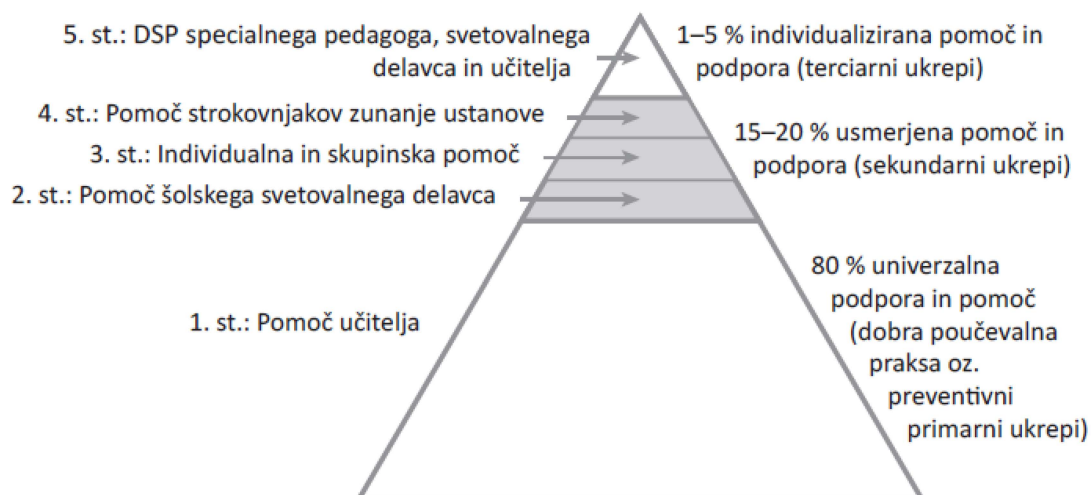 5. st.: DSP specialnega pedagoga, svetovalnega
delavca in učitelja
1–5 % individualizirana pomoč in
podpora (terciarni ukrepi)
4. st.: Pomoč strokovnjakov zunanje ustanove
3. st.: Individualna in skupinska pomoč
2. st.: Pomoč šolskega svetovalnega delavca
15–20 % usmerjena pomoč in
podpora (sekundarni ukrepi)
1. st.: Pomoč učitelja
80 % univerzalna
podpora in pomoč
(dobra poučevalna
praksa oz.
preventivni
primarni ukrepi)